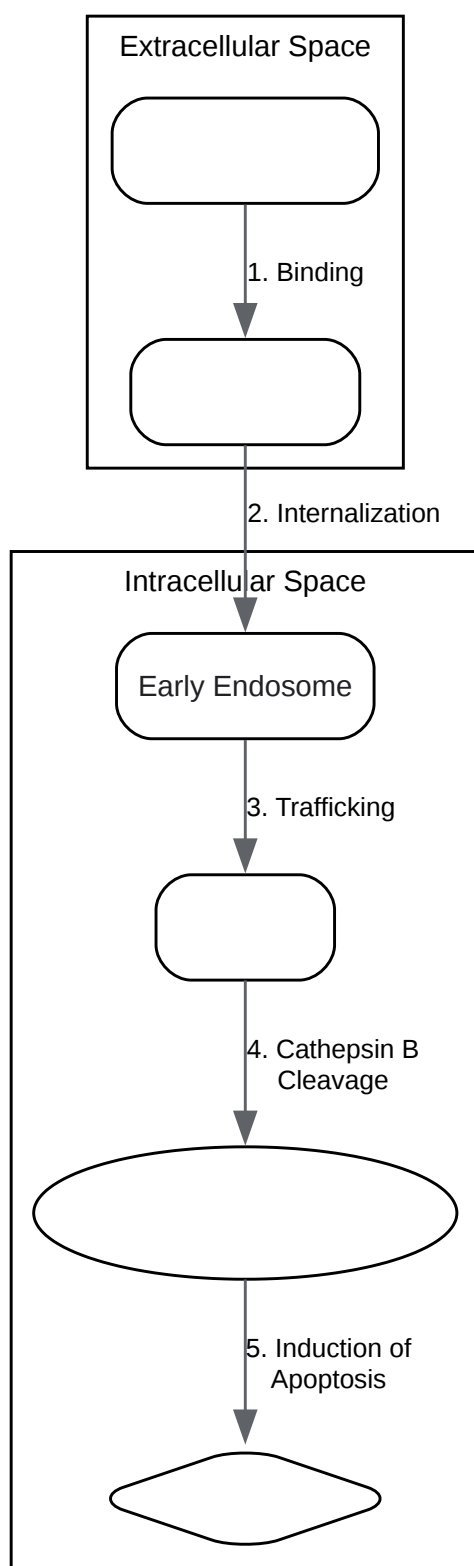 Extracellular Space
1. Binding
2. Internalization
Intracellular Space
Early Endosome
3. Trafficking
4. Cathepsin B
Cleavage
5. Induction of
Apoptosis